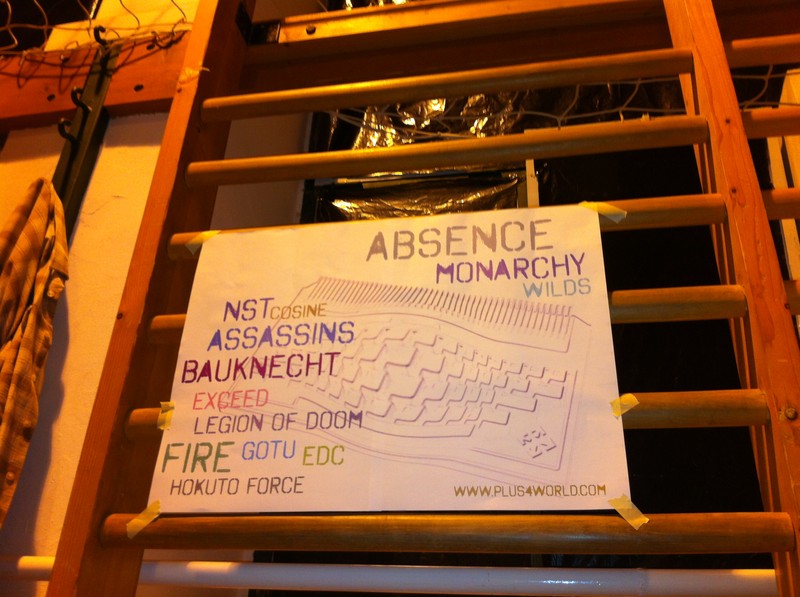 ABSENCE
MONARCHY
WILDS
NST COSINE
ASSASSINS
BAUKNECHT
EXCEED
LEGION OF DOOM
FIRE GOTU EDC
HOKUTO FORCE
WWW.PLUS4WORLD.COM